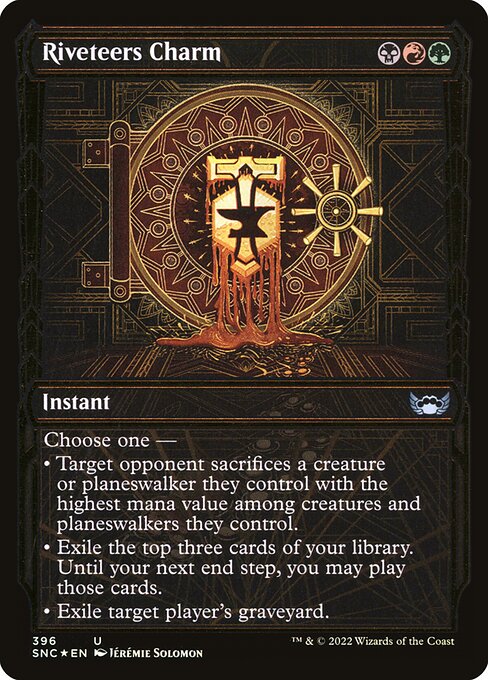 Riveteers Charm
Instant
Choose one —
• Target opponent sacrifices a creature
or planeswalker they control with the
highest mana value among creatures and
planeswalkers they control.
• Exile the top three cards of your library.
Until your next end step, you may play
those cards.
• Exile target player's graveyard.
396 U
SNC★EN Jérémie Solomon
™ & © 2022 Wizards of the Coast